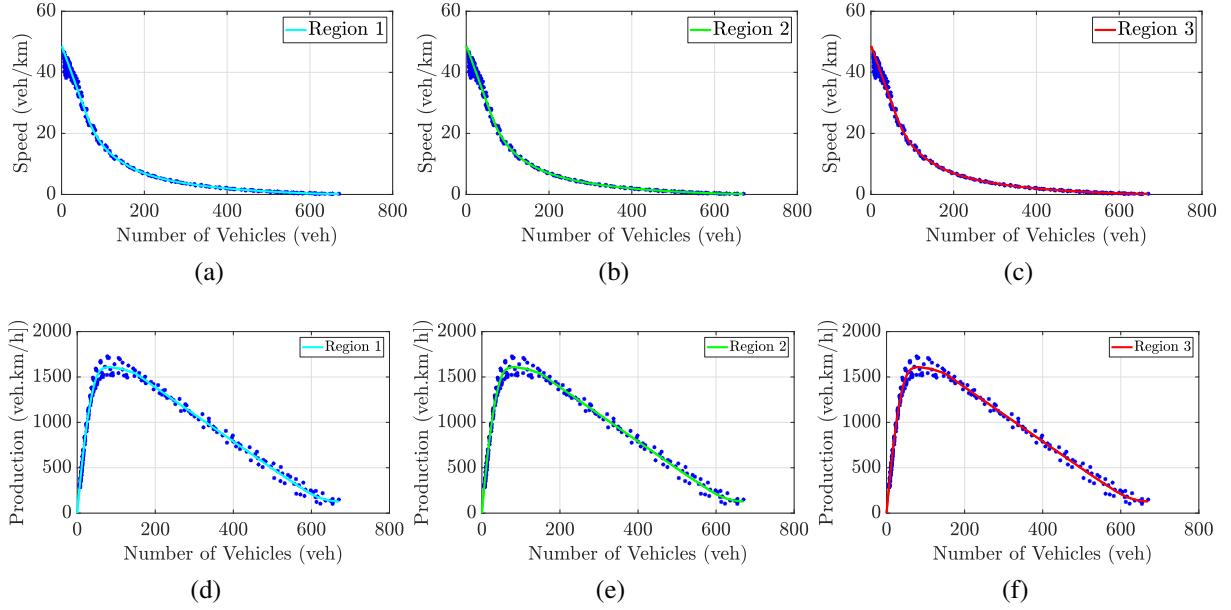 60
40
20
0
Speed (veh/km)
Region 1
0 200 400 600 800
Number of Vehicles (veh)
(a)
60
40
20
0
Speed (veh/km)
Region 2
0 200 400 600 800
Number of Vehicles (veh)
(b)
60
40
20
0
Speed (veh/km)
Region 3
0 200 400 600 800
Number of Vehicles (veh)
(c)
2000
1500
1000
500
0
Production (veh.km/h]
Region 1
0 200 400 600 800
Number of Vehicles (veh)
(d)
2000
1500
1000
500
0
Production (veh.km/h]
Region 2
0 200 400 600 800
Number of Vehicles (veh)
(e)
2000
1500
1000
500
0
Production (veh.km/h]
Region 3
0 200 400 600 800
Number of Vehicles (veh)
(f)